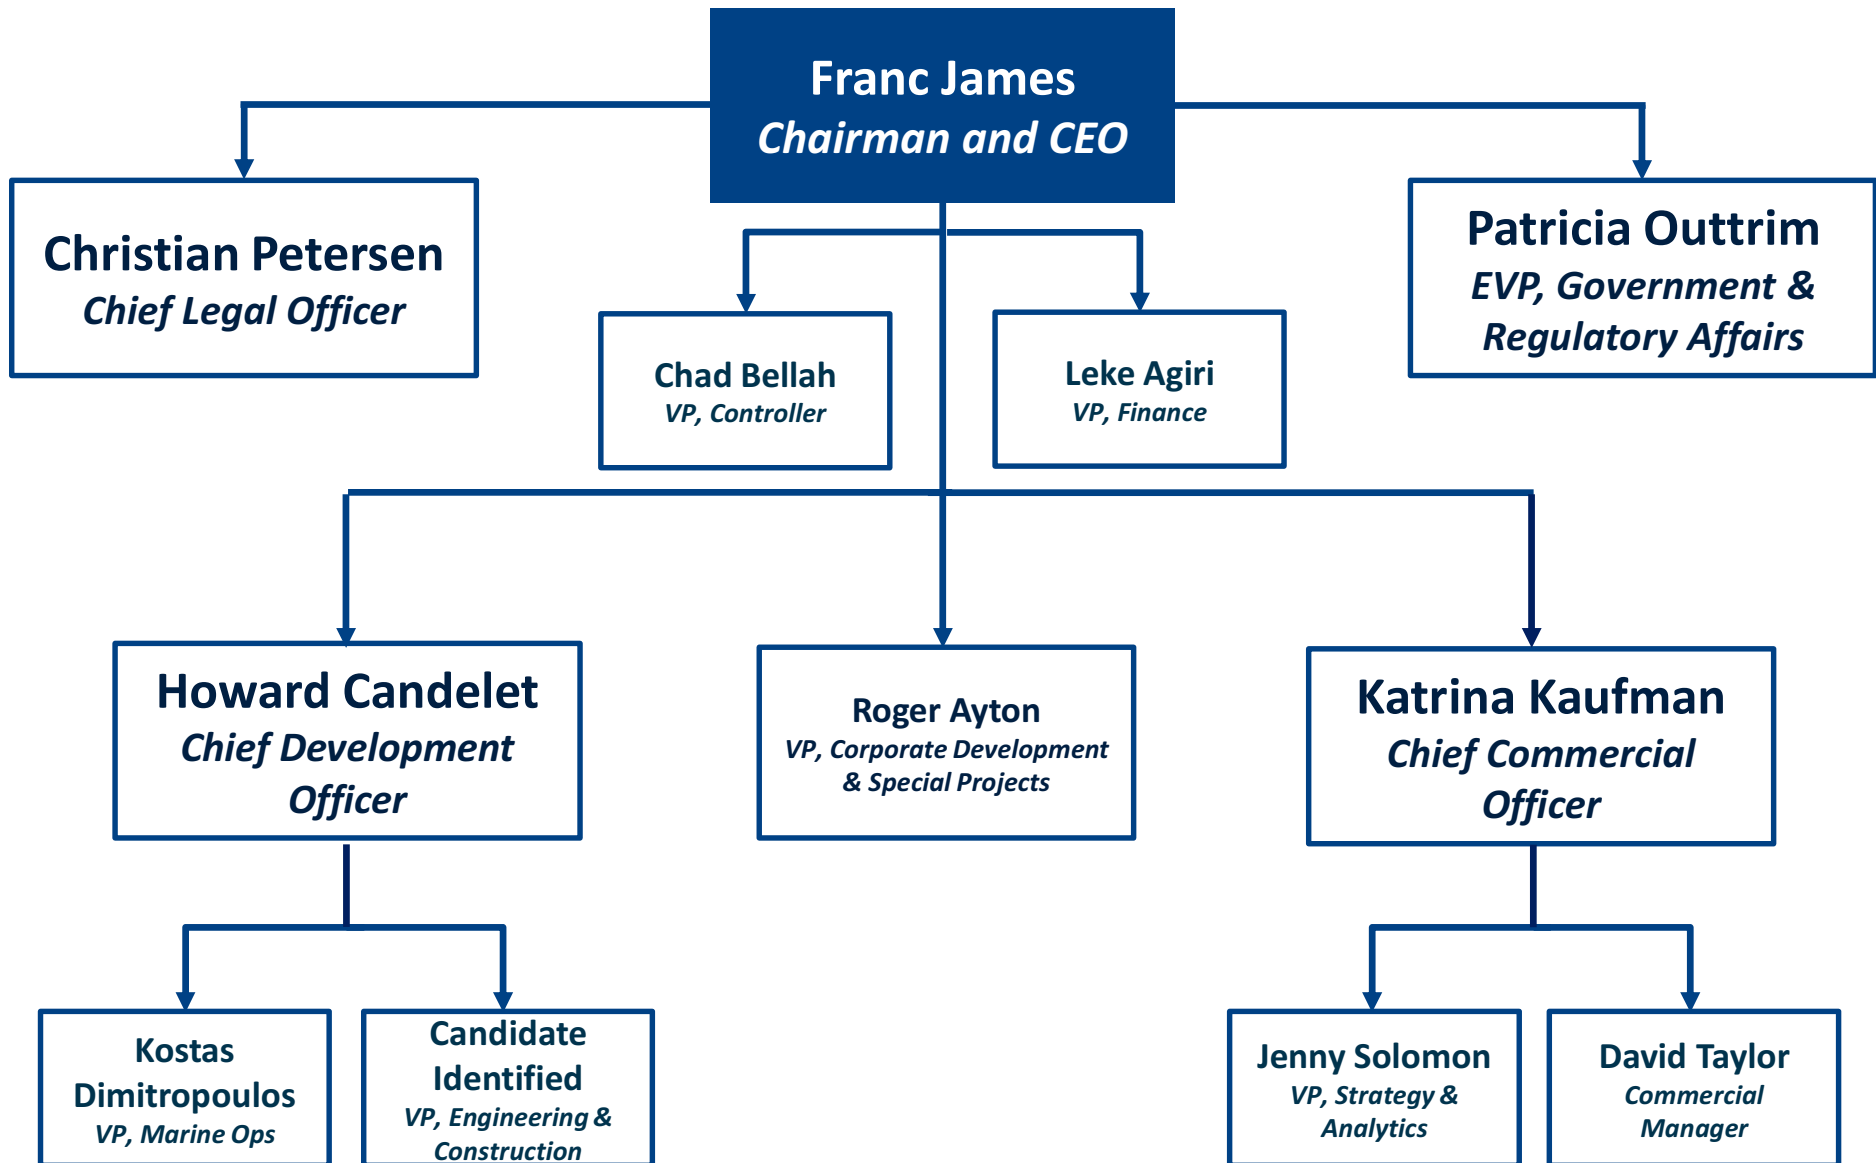 Franc James
Chairman and CEO
Christian Petersen
Chief Legal Officer
Patricia Outtrim
EVP, Government &
Regulatory Affairs
Chad Bellah
VP, Controller
Leke Agiri
VP, Finance
Howard Candelet
Chief Development
Officer
Roger Ayton
VP, Corporate Development
& Special Projects
Katrina Kaufman
Chief Commercial
Officer
Kostas
Dimitropoulos
VP, Marine Ops
Candidate
Identified
VP, Engineering &
Construction
Jenny Solomon
VP, Strategy &
Analytics
David Taylor
Commercial
Manager